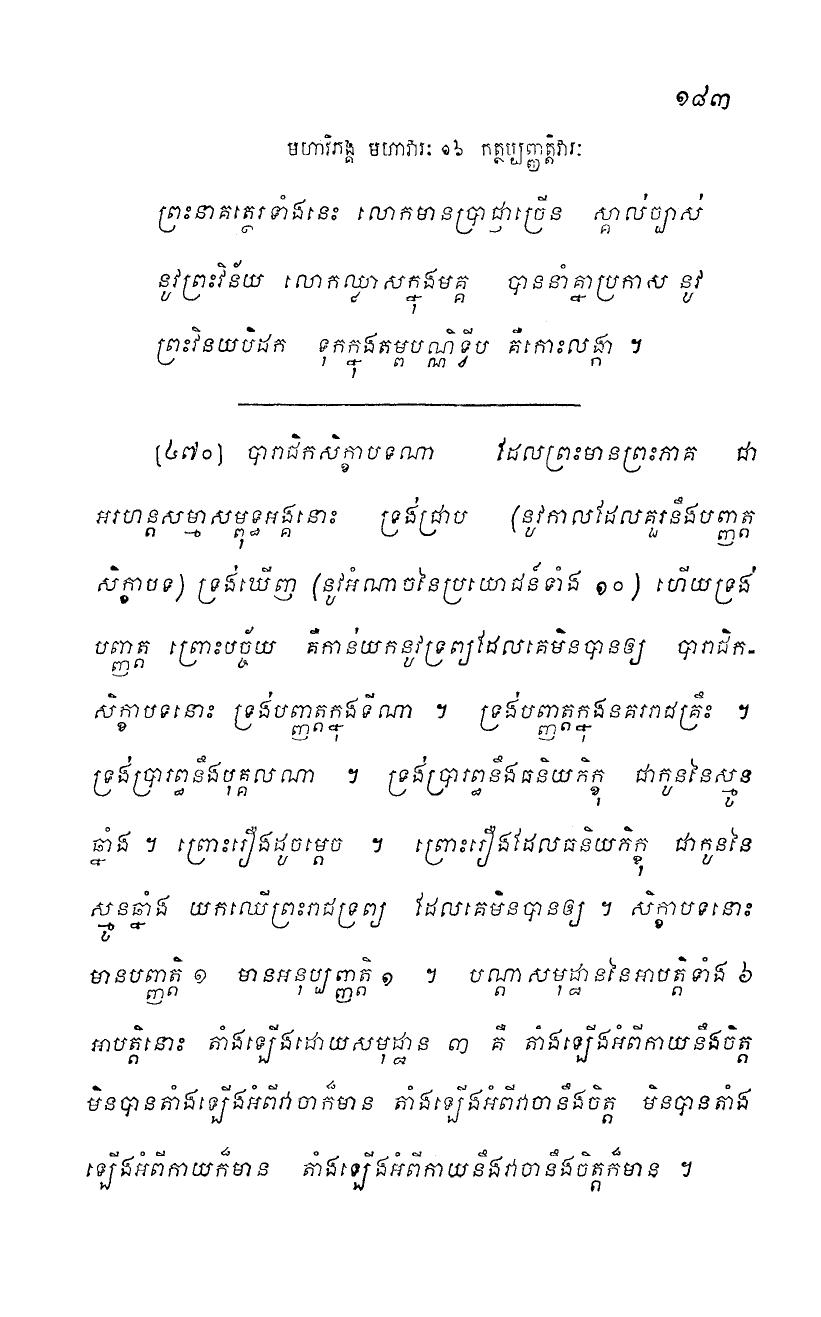 ១៨៣
មហាវិភង្គ មហាវារៈ ១៦ កត្ថប្បញ្ញត្តិវារៈ
ព្រះនាគត្ថេរទាំងនេះ លោកមានប្រាជ្ញាច្រើន ស្គាល់ច្បាស់
នូវព្រះវិន័យ លោកឈ្លាសក្នុងមគ្គ បាននាំគ្នាប្រកាស នូវ
ព្រះវិនយបិដក ទុកក្នុងតម្ពបណ្ណិទ្វីប គឺកោះលង្កា ។
[៤៧០] បារាជិកសិក្ខាបទណា ដែលព្រះមានព្រះភាគ ជា
អរហន្តសម្មាសម្ពុទ្ធអង្គនោះ ទ្រង់ជ្រាប (នូវកាលដែលគួរនឹងបញ្ញត្ត
សិក្ខាបទ) ទ្រង់ឃើញ (នូវអំណាចនៃប្រយោជន៍ទាំង ១០) ហើយទ្រង់
បញ្ញត្ត ព្រោះបច្ច័យ គឺកាន់យកនូវទ្រព្យដែលគេមិនបានឲ្យ បារាជិក-
សិក្ខាបទនោះ ទ្រង់បញ្ញត្តក្នុងទីណា ។ ទ្រង់បញ្ញត្តក្នុងនគររាជគ្រឹះ ។
ទ្រង់ប្រារព្ធនឹងបុគ្គលណា ។ ទ្រង់ប្រារព្ធនឹងធនិយភិក្ខុ ជាកូននៃស្មូន
ឆ្នាំង ។ ព្រោះរឿងដូចម្តេច ។ ព្រោះរឿងដែលធនិយភិក្ខុ ជាកូននៃ
ស្មូនឆ្នាំង យកឈើព្រះរាជទ្រព្យ ដែលគេមិនបានឲ្យ ។ សិក្ខាបទនោះ
មានបញ្ញត្តិ ១ មានអនុប្បញ្ញត្តិ ១ ។ បណ្តាសមុដ្ឋាននៃអាបត្តិទាំង ៦
អាបត្តិនោះ តាំងឡើងដោយសមុដ្ឋាន ៣ គឺ តាំងឡើងអំពីកាយនឹងចិត្ត
មិនបានតាំងឡើងអំពីវាចាក៏មាន តាំងឡើងអំពីវាចានឹងចិត្ត មិនបានតាំង
ឡើងអំពីកាយក៏មាន តាំងឡើងអំពីកាយនឹងវាចានឹងចិត្តក៏មាន ។